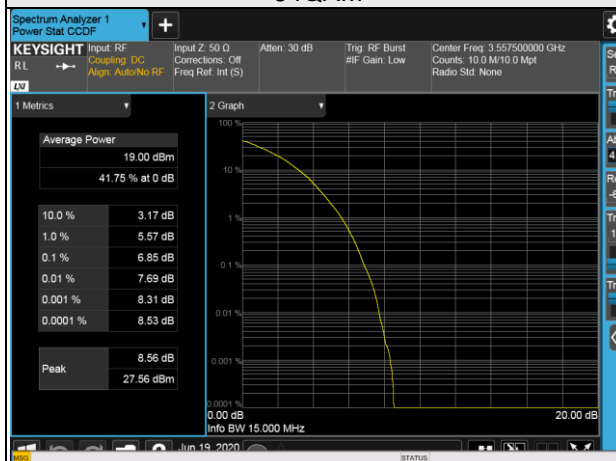 Spectrum Analyzer 1
Power Stat CCDF
KEYSIGHT
RL
LXI
Input: RF
Coupling: DC
Align: Auto/No RF
Input Z: 50 Ω
Corrections: Off
Freq Ref: Int (S)
Atten: 30 dB
Trig: RF Burst
#IF Gain: Low
Center Freq: 3.557500000 GHz
Counts: 10.0 M/10.0 Mpt
Radio Std: None
1 Metrics
Average Power
19.00 dBm
41.75 % at 0 dB
10.0 % 3.17 dB
1.0 % 5.57 dB
0.1 % 6.85 dB
0.01 % 7.69 dB
0.001 % 8.31 dB
0.0001 % 8.53 dB
Peak
8.56 dB
27.56 dBm
2 Graph
100 %
10 %
1 %
0.1 %
0.01 %
0.001 %
0.0001 %
0.00 dB
20.00 dB
Info BW 15.000 MHz
Jun 19, 2020
MSG
STATUS